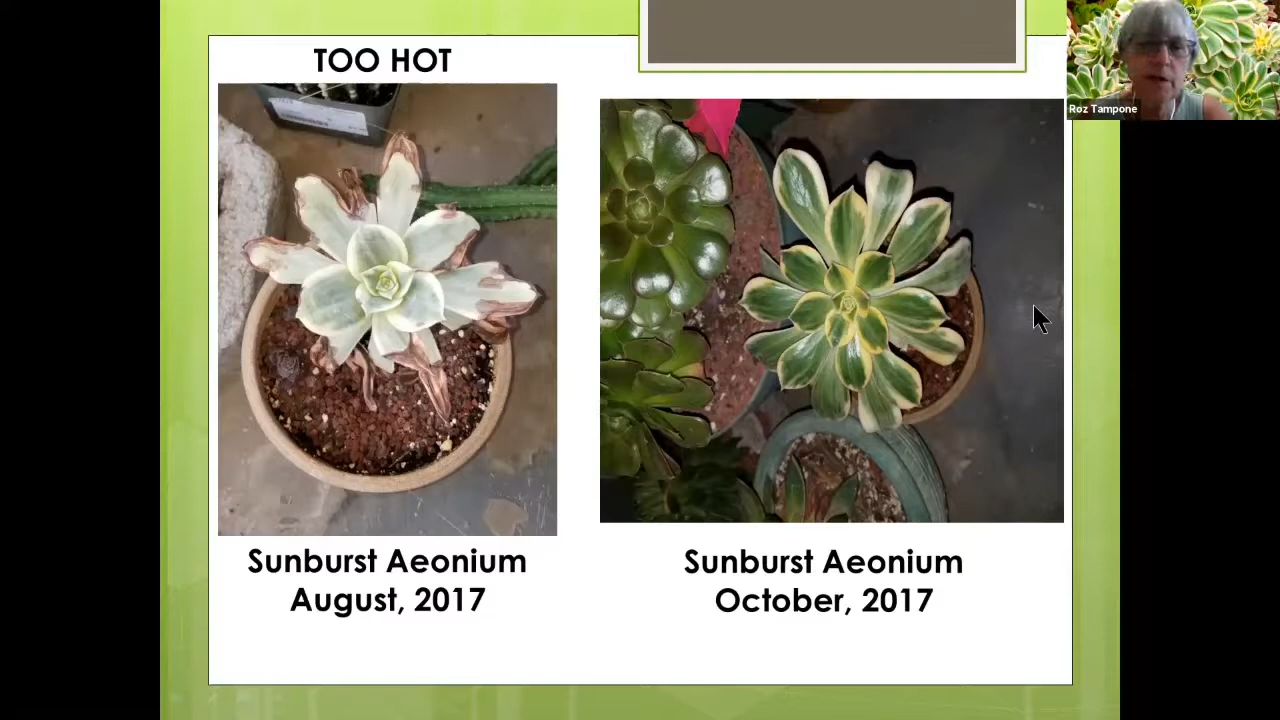 TOO HOT
Roz Tampone
Sunburst Aeonium
August, 2017
Sunburst Aeonium
October, 2017